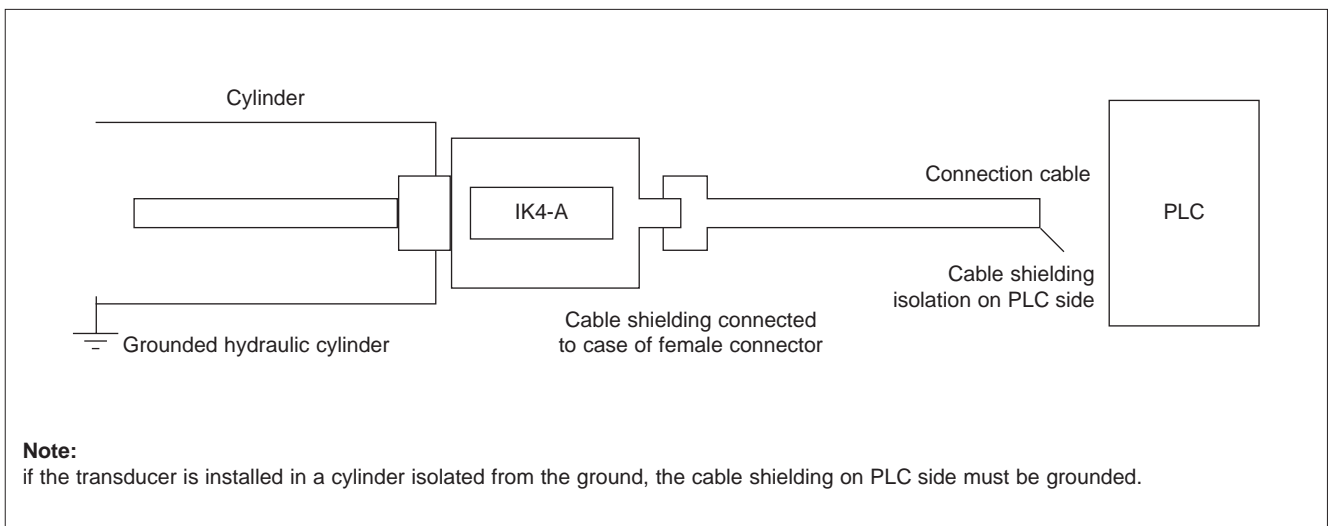 Cylinder
Connection cable
IK4-A
PLC
Cable shielding
isolation on PLC side
Cable shielding connected
to case of female connector
Grounded hydraulic cylinder
Note:
if the transducer is installed in a cylinder isolated from the ground, the cable shielding on PLC side must be grounded.